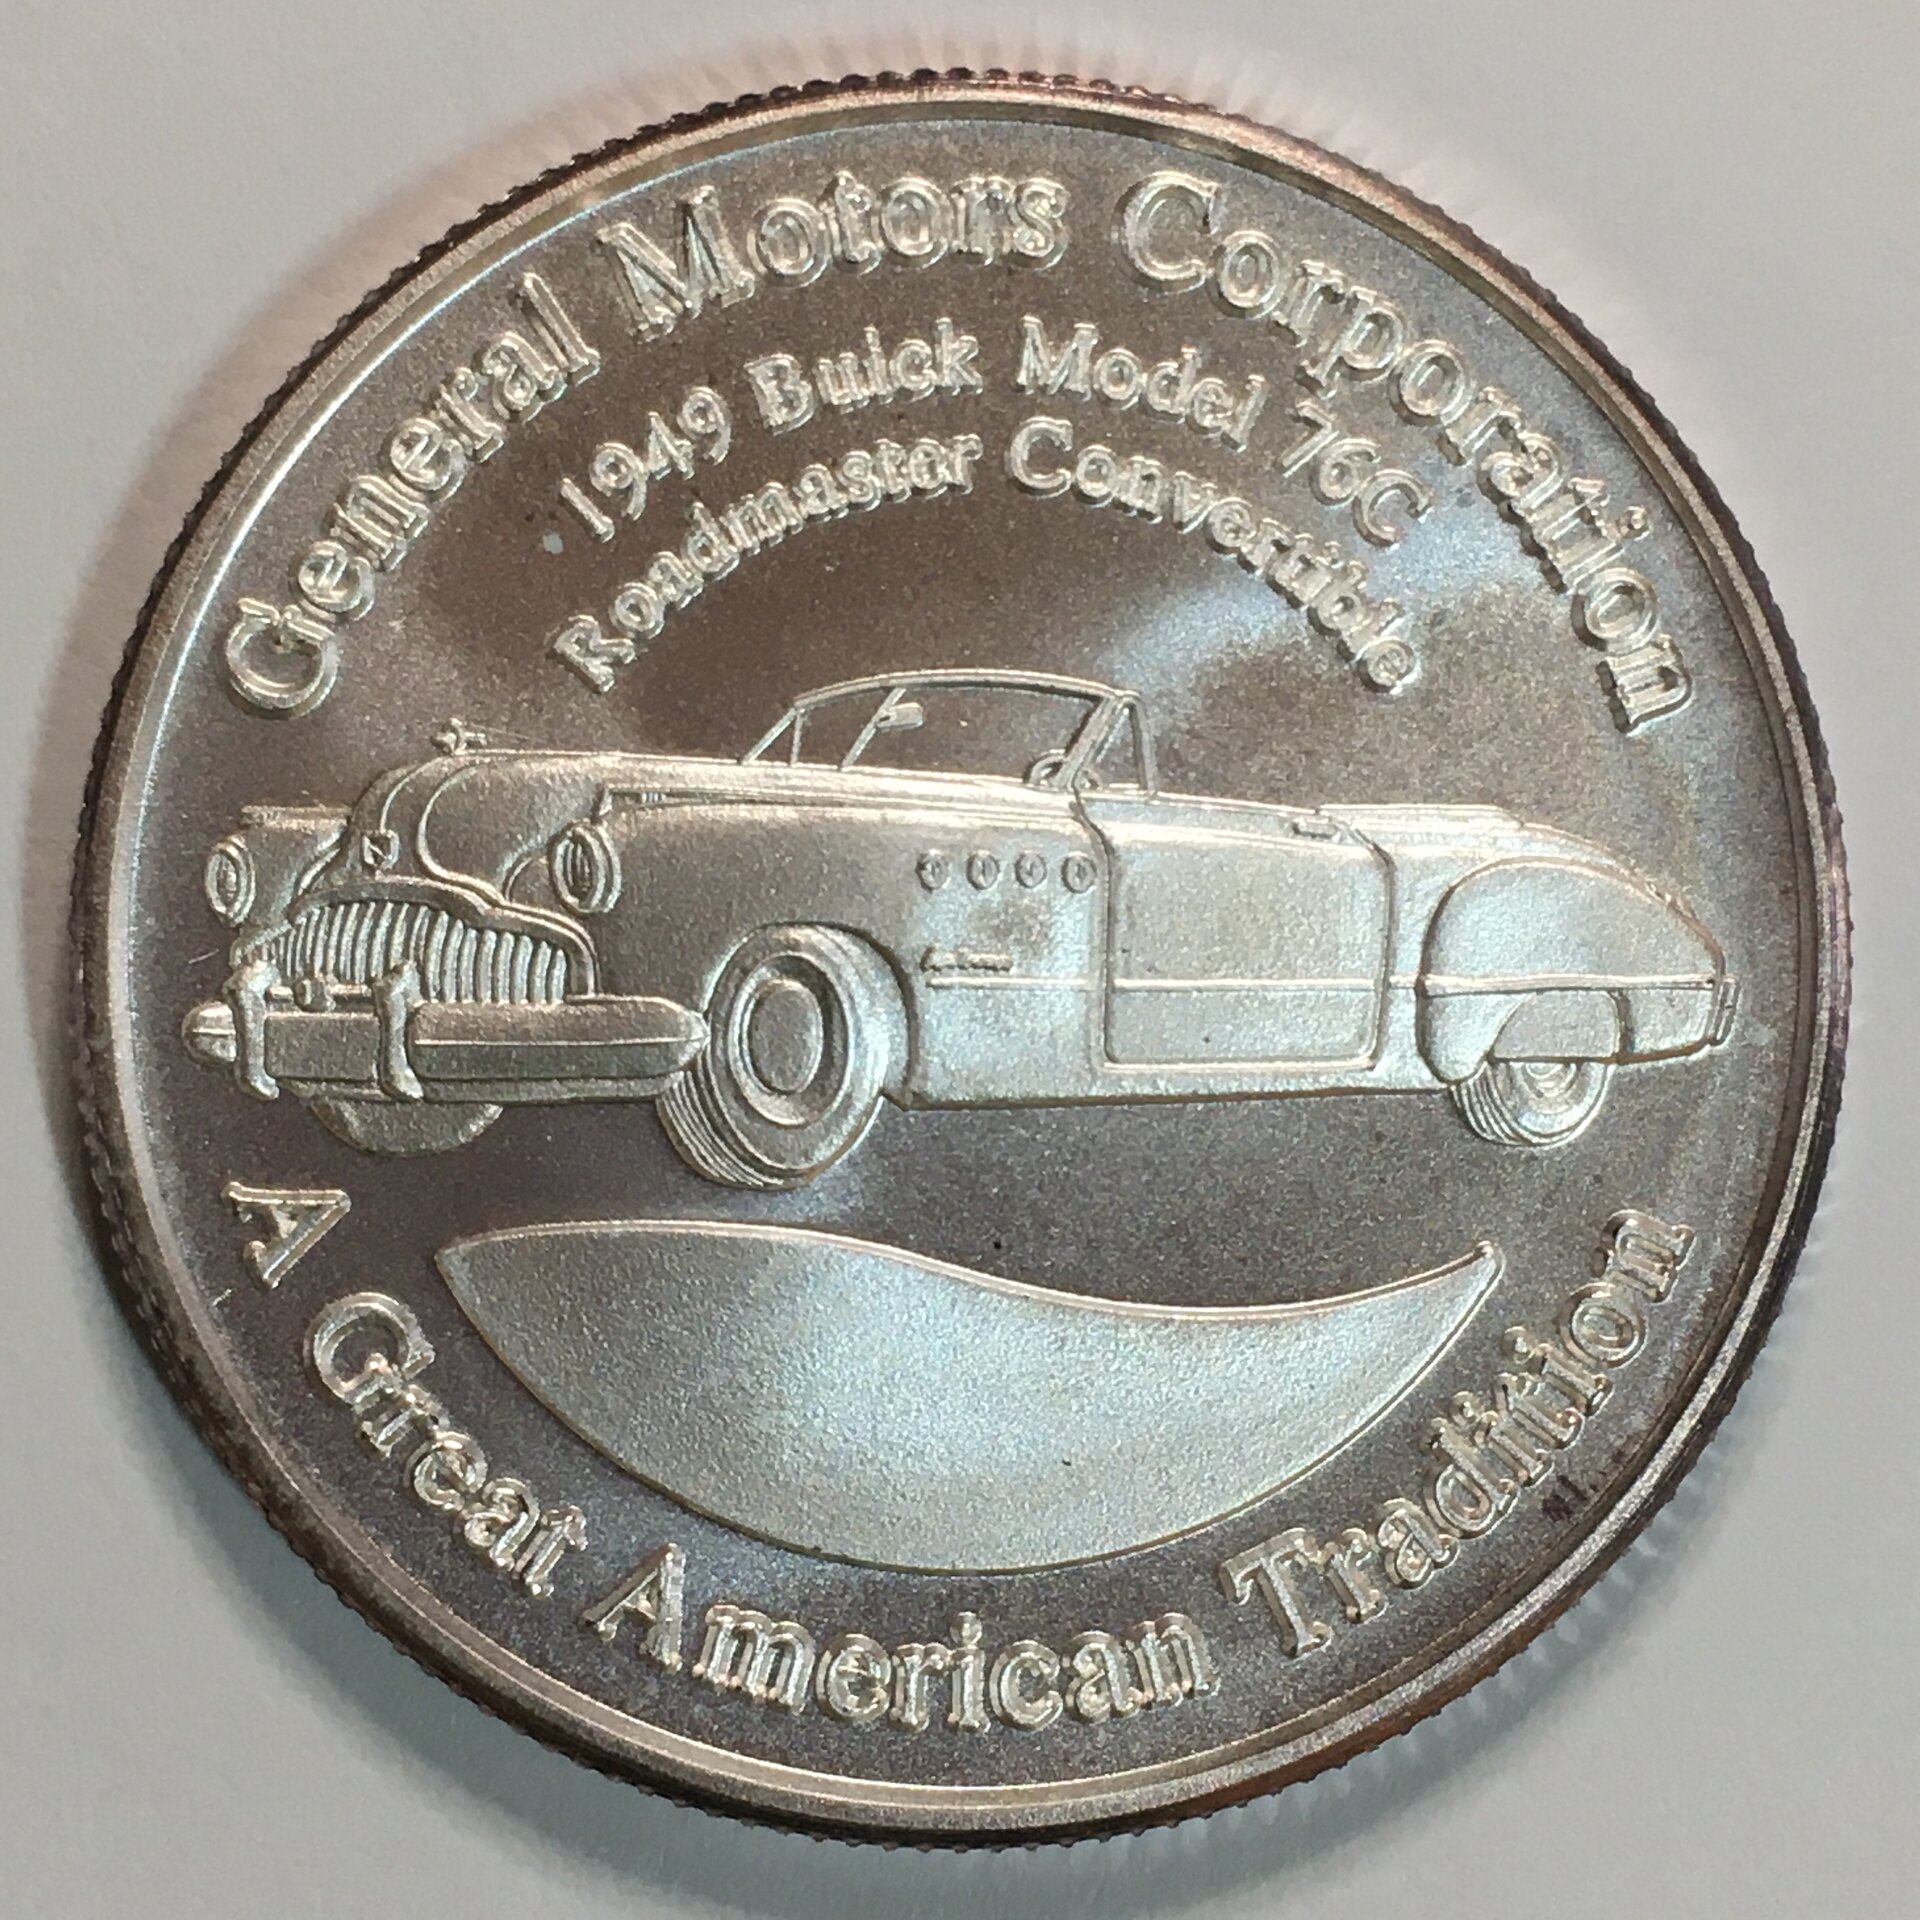 General Motors Corporation
1949 Buick Model 76C
Roadmaster Convertible
A Great American Tradition